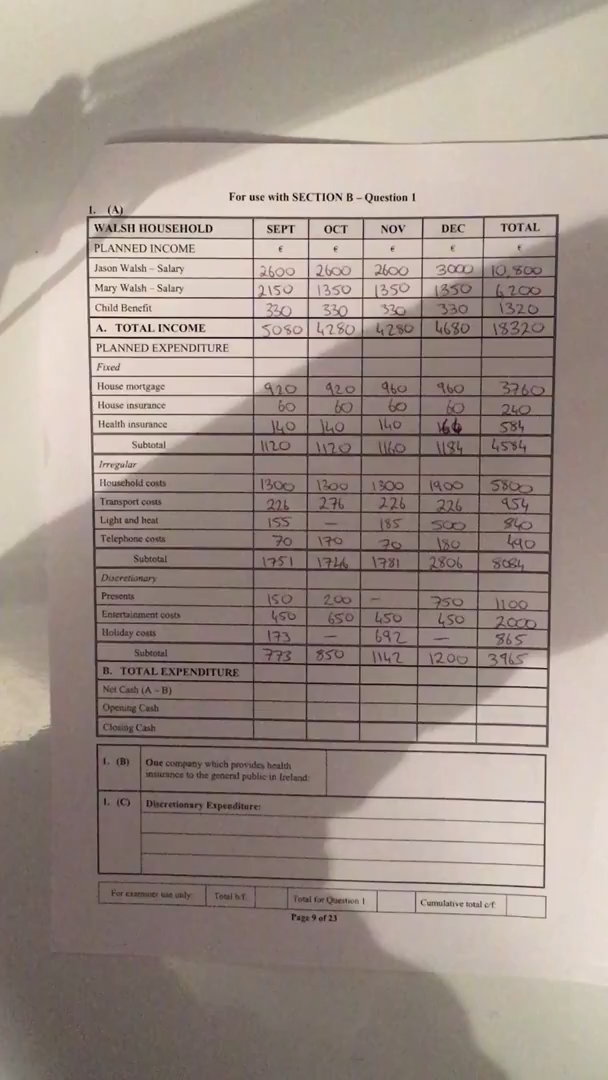 For use with SECTION B – Question 1
1. (A)
WALSH HOUSEHOLD SEPT OCT NOV DEC TOTAL
PLANNED INCOME € € € € €
Jason Walsh – Salary 2600 2600 2600 3000 10,800
Mary Walsh – Salary 2150 1350 1350 1350 6200
Child Benefit 330 330 330 330 1320
A. TOTAL INCOME 5080 4280 4280 4680 18320
PLANNED EXPENDITURE
Fixed
House mortgage 920 920 960 960 3760
House insurance 60 60 60 60 240
Health insurance 140 140 140 584
Subtotal 1120 1120 1160 1184 4584
Irregular
Household costs 1300 1300 1300 1900 5800
Transport costs 226 276 226 226 954
Light and heat 155 – 185 500 840
Telephone costs 70 170 70 180 490
Subtotal 1751 1746 1781 2806 8084
Discretionary
Presents 150 200 – 750 1100
Entertainment costs 450 650 450 450 2000
Holiday costs 173 – 692 – 865
Subtotal 773 850 1142 1200 3965
B. TOTAL EXPENDITURE
Net Cash (A – B)
Opening Cash
Closing Cash
1. (B) One company which provides health
insurance to the general public in Ireland:
1. (C) Discretionary Expenditure:
For examiner use only: Total b/f: Total for Question 1 Cumulative total c/f:
Page 9 of 23